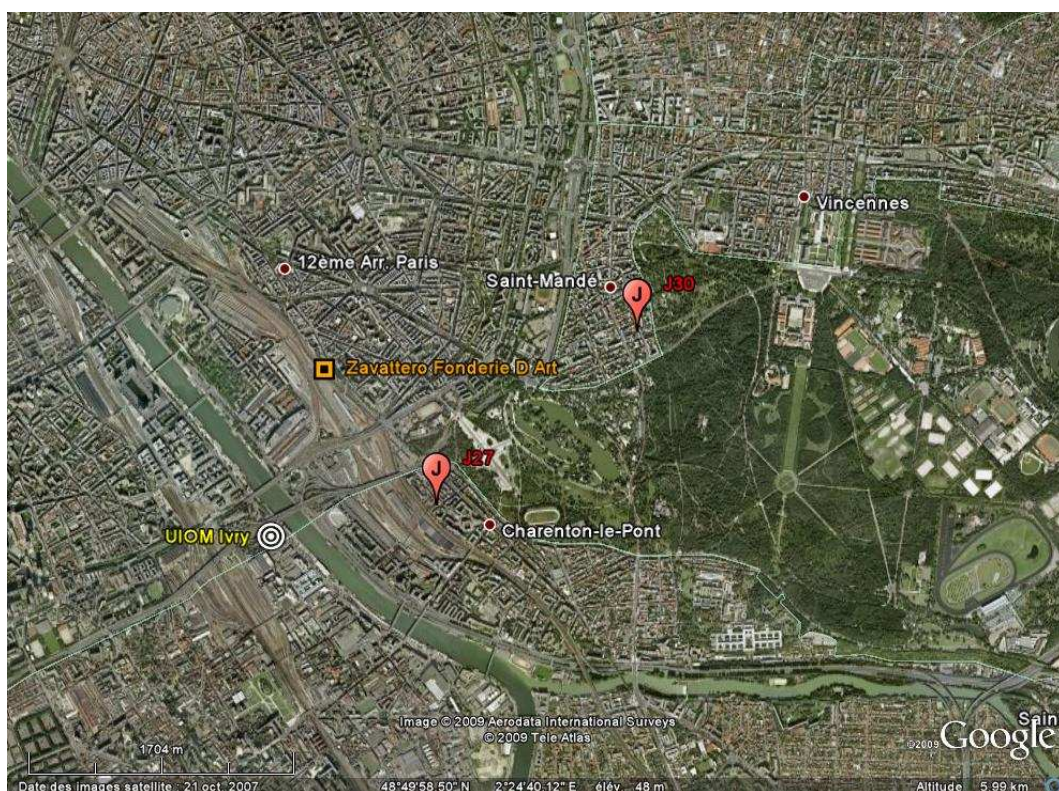 Vincennes
12ème Arr. Paris
Saint-Mandé
J
J30
Zavattero Fonderie D Art
J
J27
UIOM Ivry
Charenton-le-Pont
Image © 2009 Aerodata International Surveys
© 2009 Tele Atlas
Sain
©2009 Google
1704 m
Date des images satellite : 21 oct. 2007 48°49'58.50" N 2°24'40.12" E élév. 48 m Altitude 5.99 km